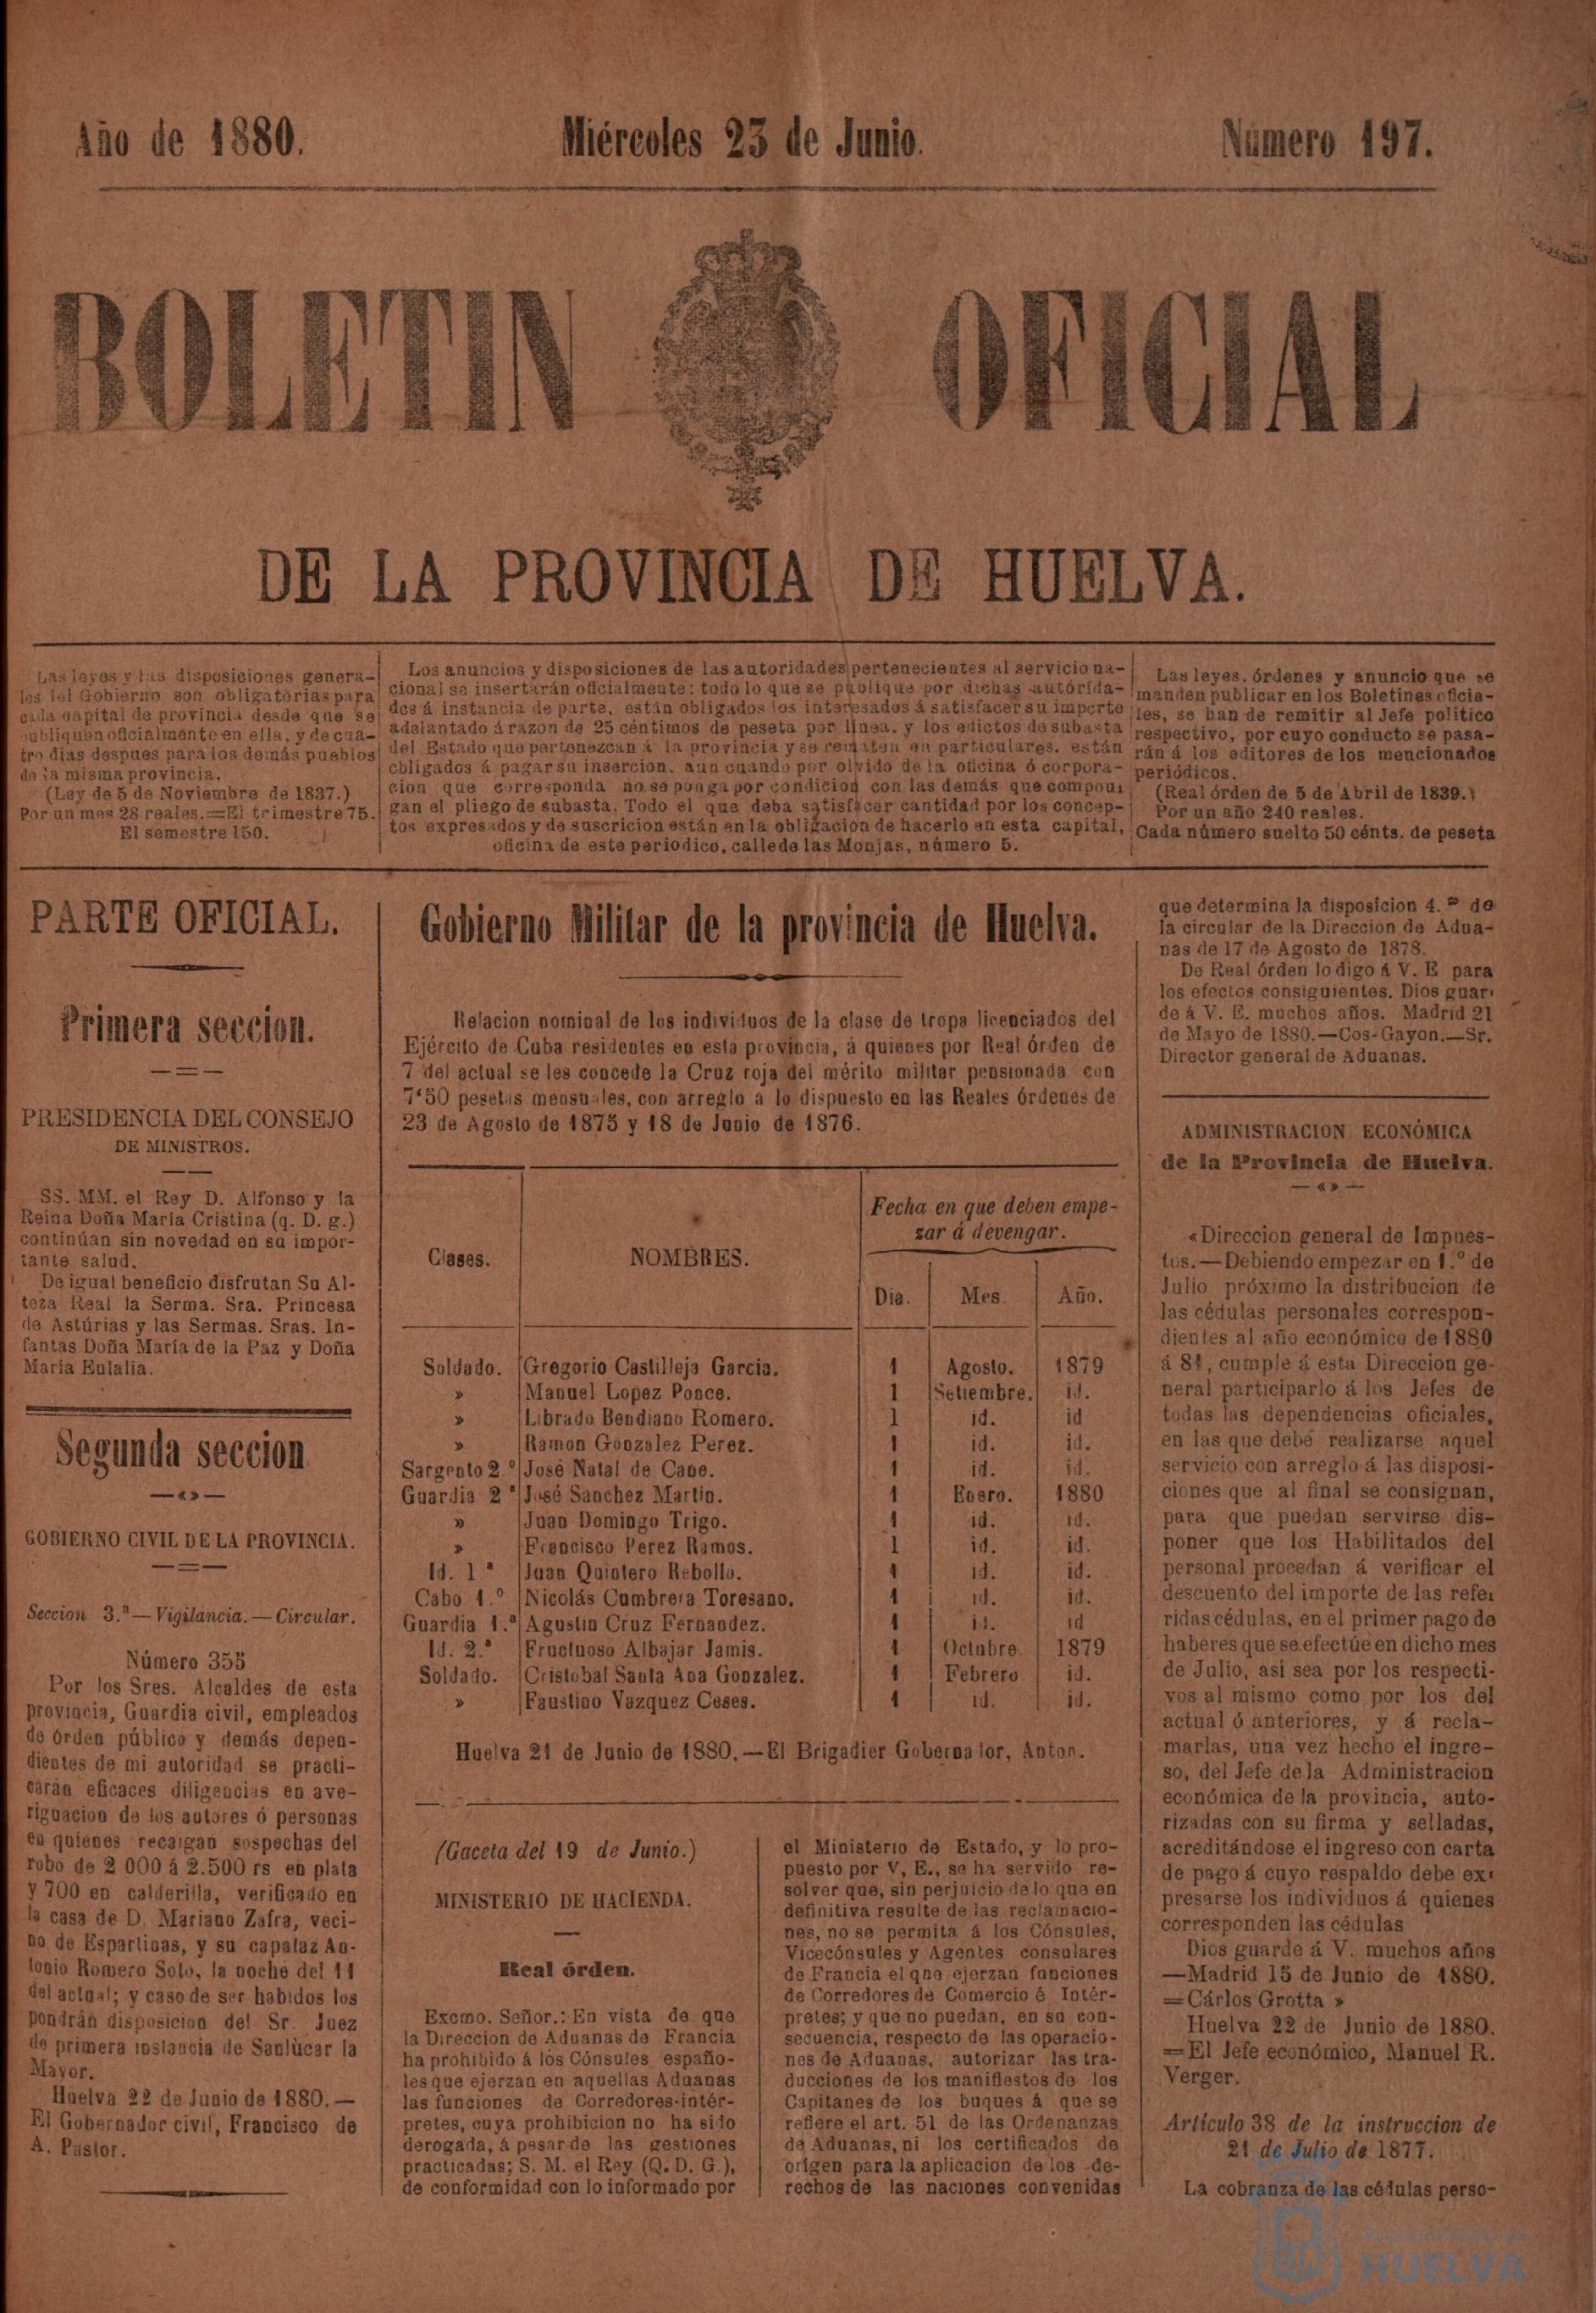 Año de 1880.
Miércoles 23 de Junio.
Número 197.
BOLETIN OFICIAL
DE LA PROVINCIA DE HUELVA.
Las leyes y las disposiciones genera-
les del Gobierno son obligatorias para
cada capital de provincia desde que se
publiquen oficialmente en ella, y de cua-
tro dias despues para los demás pueblos
de la misma provincia.
(Ley de 5 de Noviembre de 1837.)
Por un mes 28 reales.=El trimestre 75.
El semestre 150.
Los anuncios y disposiciones de las autoridades pertenecientes al servicio na-
cional se insertarán oficialmente: todo lo que se publique por dichas autórida-
des á instancia de parte, están obligados los interesados á satisfacer su importe
adelantado á razon de 25 céntimos de peseta por línea, y los edictos de subasta
del Estado que pertenezcan á la provincia y se rematen en particulares, están
obligados á pagar su insercion, aun cuando por olvido de la oficina ó corpora-
cion que corresponda no se ponga por condicion con las demás que compon
gan el pliego de subasta. Todo el que deba satisfacer cantidad por los concep-
tos expresados y de suscricion están en la obligacion de hacerlo en esta capital,
oficina de este periodico, calle de las Monjas, número 5.
Las leyes, órdenes y anuncio que se
manden publicar en los Boletines oficia-
les, se han de remitir al Jefe politico
respectivo, por cuyo conducto se pasa-
rán á los editores de los mencionados
periódicos.
(Real órden de 5 de Abril de 1839.)
Por un año 240 reales.
Cada número suelto 50 cénts. de peseta
PARTE OFICIAL.
Primera seccion.
PRESIDENCIA DEL CONSEJO
DE MINISTROS.
SS. MM. el Rey D. Alfonso y la
Reina Doña María Cristina (q. D. g.)
continúan sin novedad en su impor-
tante salud.
De igual beneficio disfrutan Su Al-
teza Real la Serma. Sra. Princesa
de Astúrias y las Sermas. Sras. In-
fantas Doña María de la Paz y Doña
María Eulalia.
Segunda seccion
—«»—
GOBIERNO CIVIL DE LA PROVINCIA.
Seccion 3.ª—Vigilancia.—Circular.
Número 355
Por los Sres. Alcaldes de esta
provincia, Guardia civil, empleados
de órden público y demás depen-
dientes de mi autoridad se practi-
carán eficaces diligencias en ave-
riguacion de los autores ó personas
en quienes recaigan sospechas del
robo de 2 000 á 2.500 rs en plata
y 700 en calderilla, verificado en
la casa de D. Mariano Zafra, veci-
no de Espartinas, y su capataz An-
tonio Romero Soto, la noche del 11
del actual; y caso de ser habidos los
pondrán disposicion del Sr. Juez
de primera instancia de Sanlúcar la
Mayor.
Huelva 22 de Junio de 1880.—
El Gobernador civil, Francisco de
A. Pastor.
Gobierno Militar de la provincia de Huelva.
Relacion nominal de los individuos de la clase de tropa licenciados del
Ejército de Cuba residentes en esta provincia, á quienes por Real órden de
7 del actual se les concede la Cruz roja del mérito militar pensionada con
7'50 pesetas mensuales, con arreglo á lo dispuesto en las Reales órdenes de
23 de Agosto de 1875 y 18 de Junio de 1876.
Clases. NOMBRES. Fecha en que deben empe-
zar á devengar.
Dia. Mes. Año.
Soldado. Gregorio Castillejo Garcia. 1 Agosto. 1879
» Manuel Lopez Ponce. 1 Setiembre. id.
» Librado Bendiano Romero. 1 id. id
» Ramon Gonzalez Perez. 1 id. id.
Sargento 2.º José Natal de Cane. 1 id. id.
Guardia 2 ª José Sanchez Martin. 1 Enero. 1880
» Juan Domingo Trigo. 1 id. id.
» Francisco Perez Ramos. 1 id. id.
Id. 1 ª Juan Quintero Rebollo. 1 id. id.
Cabo 1.º Nicolás Cumbrera Toresano. 1 id. id.
Guardia 1.ª Agustin Cruz Fernandez. 1 id. id
Id. 2.ª Fructuoso Albajar Jamis. 1 Octubre 1879
Soldado. Cristobal Santa Ana Gonzalez. 1 Febrero id.
» Faustino Vazquez Coses. 1 id. id.
Huelva 21 de Junio de 1880.—El Brigadier Gobernador, Anton.
(Gaceta del 19 de Junio.)
MINISTERIO DE HACIENDA.
Real órden.
Excmo. Señor.: En vista de que
la Direccion de Aduanas de Francia
ha prohibido á los Cónsules españo-
les que ejerzan en aquellas Aduanas
las funciones de Corredores-intér-
pretes, cuya prohibicion no ha sido
derogada, á pesar de las gestiones
practicadas; S. M. el Rey (Q. D. G.),
de conformidad con lo informado por
el Ministerio de Estado, y lo pro-
puesto por V, E., se ha servido re-
solver que, sin perjuicio de lo que en
definitiva resulte de las reclamacio-
nes, no se permita á los Cónsules,
Vicecónsules y Agentes consulares
de Francia el que ejerzan funciones
de Corredores de Comercio é Intér-
pretes; y que no puedan, en su con-
secuencia, respecto de las operacio-
nes de Aduanas, autorizar las tra-
ducciones de los manifiestos de los
Capitanes de los buques á que se
refiere el art. 51 de las Ordenanzas
de Aduanas, ni los certificados de
orígen para la aplicacion de los de-
rechos de las naciones convenidas
que determina la disposicion 4.ª de
la circular de la Direccion de Adua-
nas de 17 de Agosto de 1878.
De Real órden lo digo á V. E para
los efectos consiguientes. Dios guar-
de á V. E. muchos años. Madrid 21
de Mayo de 1880.—Cos-Gayon.—Sr.
Director general de Aduanas.
ADMINISTRACION ECONÓMICA
de la Provincia de Huelva.
—«»—
«Direccion general de Impues-
tos.—Debiendo empezar en 1.º de
Julio próximo la distribucion de
las cédulas personales correspon-
dientes al año económico de 1880
á 81, cumple á esta Direccion ge-
neral participarlo á los Jefes de
todas las dependencias oficiales,
en las que debe realizarse aquel
servicio con arreglo á las disposi-
ciones que al final se consignan,
para que puedan servirse dis-
poner que los Habilitados del
personal procedan á verificar el
descuento del importe de las refe-
ridas cédulas, en el primer pago de
haberes que se efectúe en dicho mes
de Julio, asi sea por los respecti-
vos al mismo como por los del
actual ó anteriores, y á recla-
marlas, una vez hecho el ingre-
so, del Jefe de la Administracion
económica de la provincia, auto-
rizadas con su firma y selladas,
acreditándose el ingreso con carta
de pago á cuyo respaldo debe ex-
presarse los individuos á quienes
corresponden las cédulas
Dios guarde á V. muchos años
—Madrid 15 de Junio de 1880.
=Cárlos Grotta »
Huelva 22 de Junio de 1880.
=El Jefe económico, Manuel R.
Verger.
Artículo 38 de la instruccion de
21 de Julio de 1877.
La cobranza de las cédulas perso-
HUELVA